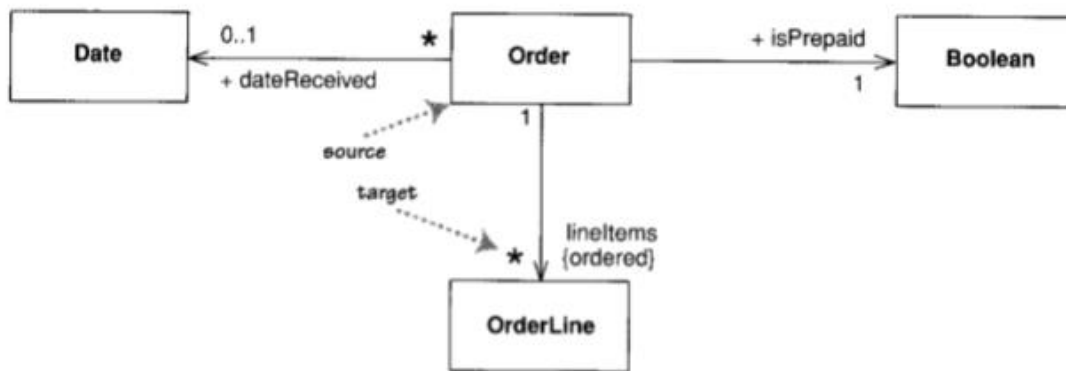 Date
0..1
+ dateReceived
*
Order
+ isPrepaid
1
Boolean
1
source
target
lineItems
{ordered}
*
OrderLine